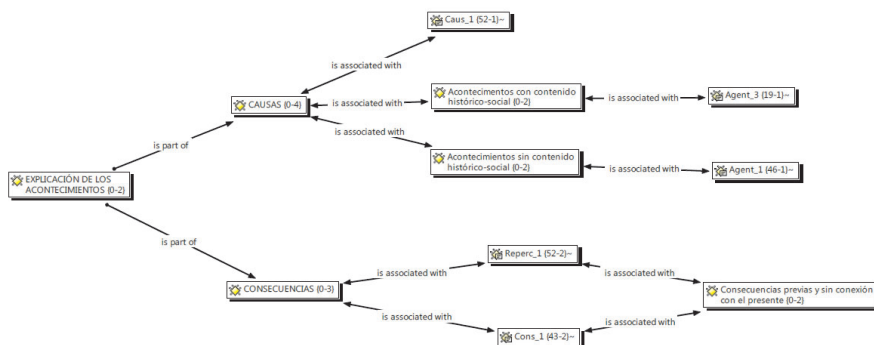 Caus_1 (52-1)~
is associated with
CAUSAS (0-4)
is associated with
Acontecimientos con contenido
histórico-social (0-2)
is associated with
Agent_3 (19-1)~
is associated with
is part of
Acontecimientos sin contenido
histórico-social (0-2)
is associated with
Agent_1 (46-1)~
EXPLICACIÓN DE LOS
ACONTECIMIENTOS (0-2)
is part of
Reperc_1 (52-2)~
is associated with
is associated with
CONSECUENCIAS (0-3)
Consecuencias previas y sin conexión
con el presente (0-2)
is associated with
is associated with
Cons_1 (43-2)~